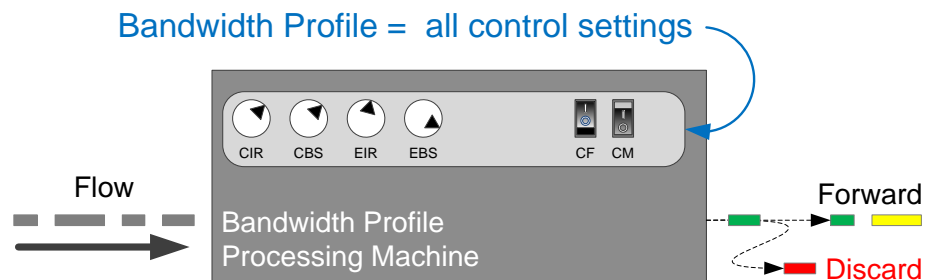 Bandwidth Profile = all control settings
CIR CBS EIR EBS CF CM
Flow
Forward
Bandwidth Profile
Processing Machine
Discard